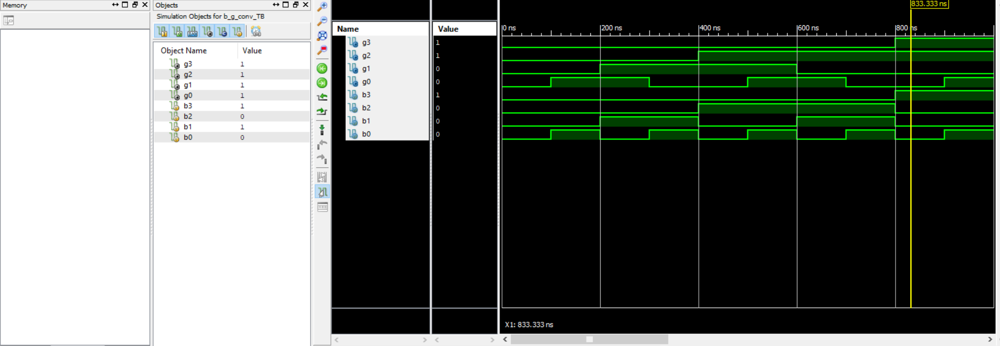 Memory
Objects
Simulation Objects for b_g_conv_TB
Object Name Value
g3 1
g2 1
g1 1
g0 1
b3 1
b2 0
b1 1
b0 0
Name Value
g3 1
g2 1
g1 0
g0 0
b3 1
b2 0
b1 0
b0 0
833.333 ns
0 ns 200 ns 400 ns 600 ns 800 ns
X1: 833.333 ns